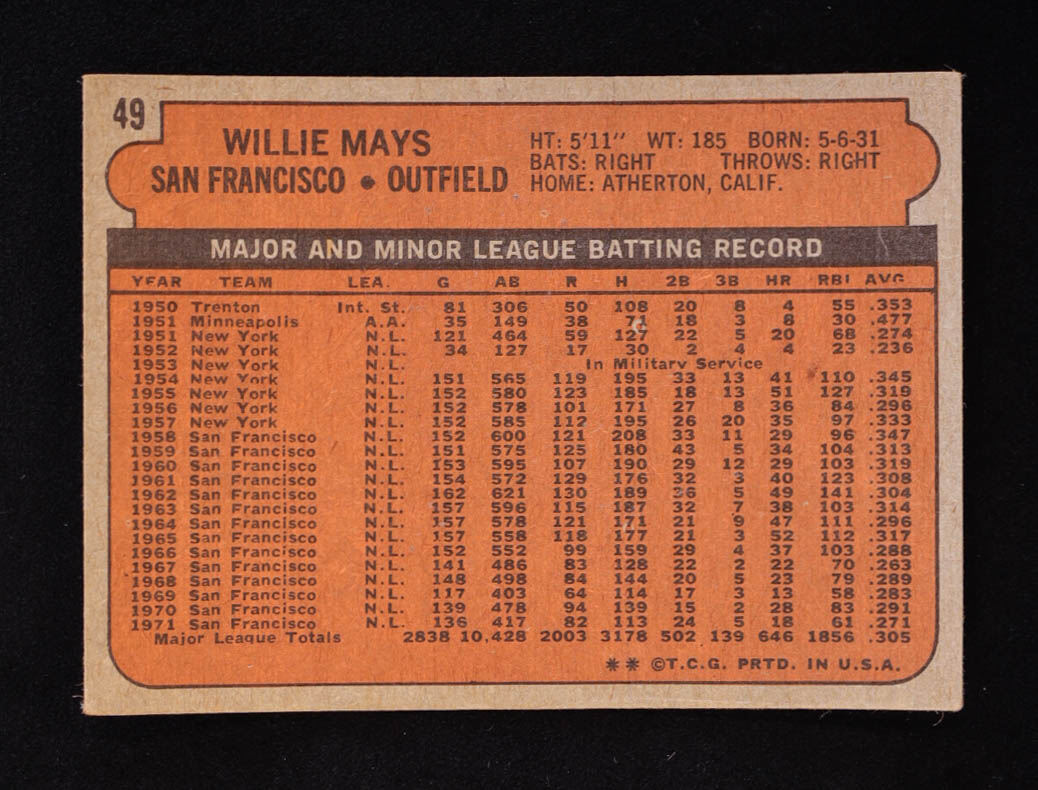 49
WILLIE MAYS
SAN FRANCISCO • OUTFIELD
HT: 5'11" WT: 185 BORN: 5-6-31
BATS: RIGHT THROWS: RIGHT
HOME: ATHERTON, CALIF.
MAJOR AND MINOR LEAGUE BATTING RECORD
YEAR TEAM LEA. G AB R H 2B 3B HR RBI AVG.
1950 Trenton Int. St. 81 306 50 108 20 8 4 55 .353
1951 Minneapolis A.A. 35 149 38 71 18 3 8 30 .477
1951 New York N.L. 121 464 59 127 22 5 20 68 .274
1952 New York N.L. 34 127 17 30 2 4 4 23 .236
1953 New York N.L. In Military Service
1954 New York N.L. 151 565 119 195 33 13 41 110 .345
1955 New York N.L. 152 580 123 185 18 13 51 127 .319
1956 New York N.L. 152 578 101 171 27 8 36 84 .296
1957 New York N.L. 152 585 112 195 26 20 35 97 .333
1958 San Francisco N.L. 152 600 121 208 33 11 29 96 .347
1959 San Francisco N.L. 151 575 125 180 43 5 34 104 .313
1960 San Francisco N.L. 153 595 107 190 29 12 29 103 .319
1961 San Francisco N.L. 154 572 129 176 32 3 40 123 .308
1962 San Francisco N.L. 162 621 130 189 36 5 49 141 .304
1963 San Francisco N.L. 157 596 115 187 32 7 38 103 .314
1964 San Francisco N.L. 157 578 121 171 21 9 47 111 .296
1965 San Francisco N.L. 157 558 118 177 21 3 52 112 .317
1966 San Francisco N.L. 152 552 99 159 29 4 37 103 .288
1967 San Francisco N.L. 141 486 83 128 22 2 22 70 .263
1968 San Francisco N.L. 148 498 84 144 20 5 23 79 .289
1969 San Francisco N.L. 117 403 64 114 17 3 13 58 .283
1970 San Francisco N.L. 139 478 94 139 15 2 28 83 .291
1971 San Francisco N.L. 136 417 82 113 24 5 18 61 .271
Major League Totals 2838 10,428 2003 3178 502 139 646 1856 .305
** ©T.C.G. PRTD. IN U.S.A.